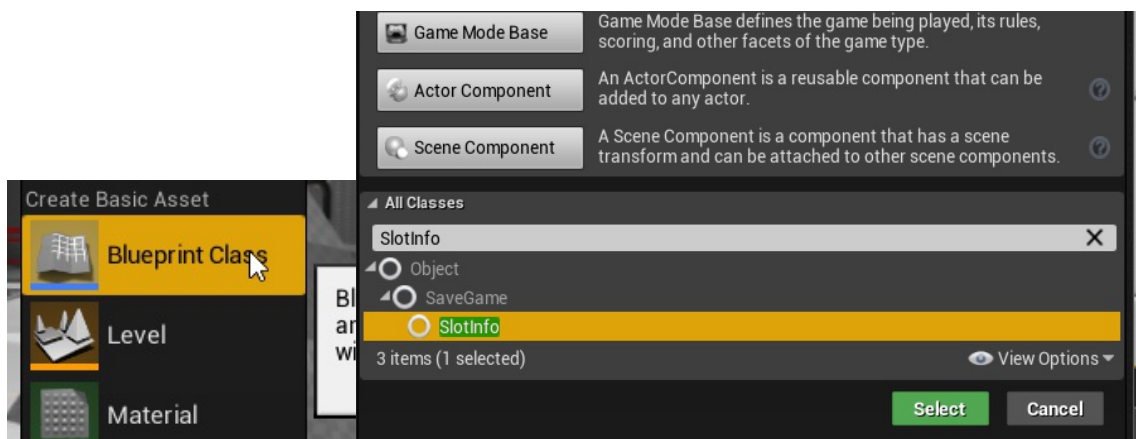 Create Basic Asset
Blueprint Class
Level
Material
Bl
ar
wi
Game Mode Base
Game Mode Base defines the game being played, its rules,
scoring, and other facets of the game type.
Actor Component
An ActorComponent is a reusable component that can be
added to any actor.
Scene Component
A Scene Component is a component that has a scene
transform and can be attached to other scene components.
All Classes
SlotInfo
Object
SaveGame
SlotInfo
3 items (1 selected)
View Options
Select
Cancel